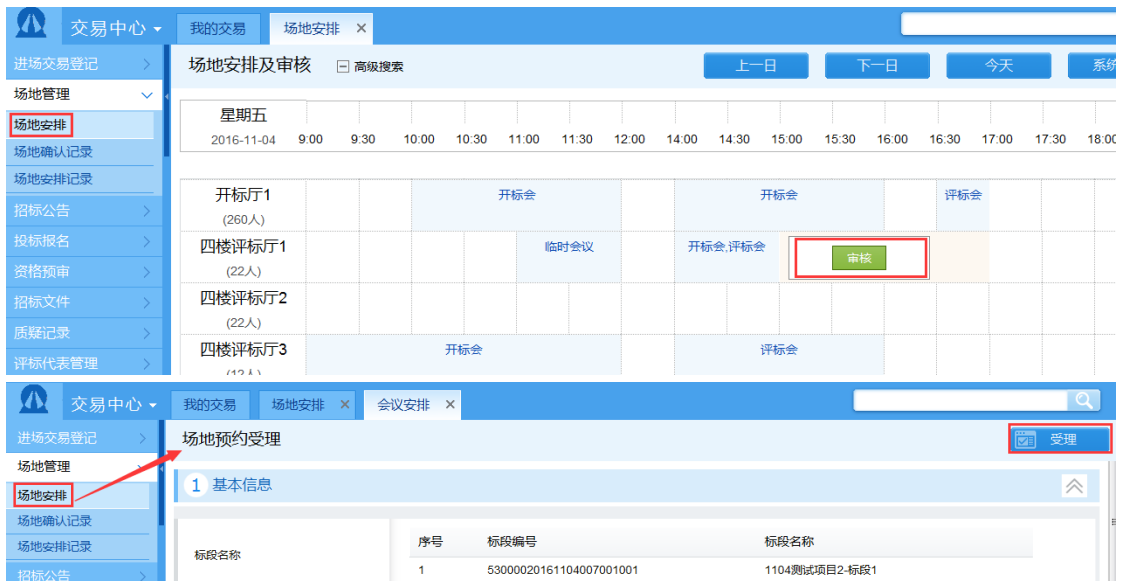 交易中心 我的交易 场地安排
进场交易登记 场地安排及审核 高级搜索 上一日 下一日 今天 系统
场地管理
场地安排
场地确认记录
场地安排记录
招标公告
投标报名
资格预审
招标文件
质疑记录
评标代表管理
星期五
2016-11-04 9:00 9:30 10:00 10:30 11:00 11:30 12:00 14:00 14:30 15:00 15:30 16:00 16:30 17:00 17:30 18:00
开标厅1 开标会 开标会 评标会
(260人)
四楼评标厅1 临时会议 开标会,评标会 审核
(22人)
四楼评标厅2
(22人)
四楼评标厅3 开标会 评标会
(12人)
交易中心 我的交易 场地安排 会议安排
进场交易登记 场地预约受理 受理
场地管理
场地安排
场地确认记录
场地安排记录
招标公告
1 基本信息
标段名称
序号 标段编号 标段名称
1 53000020161104007001001 1104测试项目2-标段1